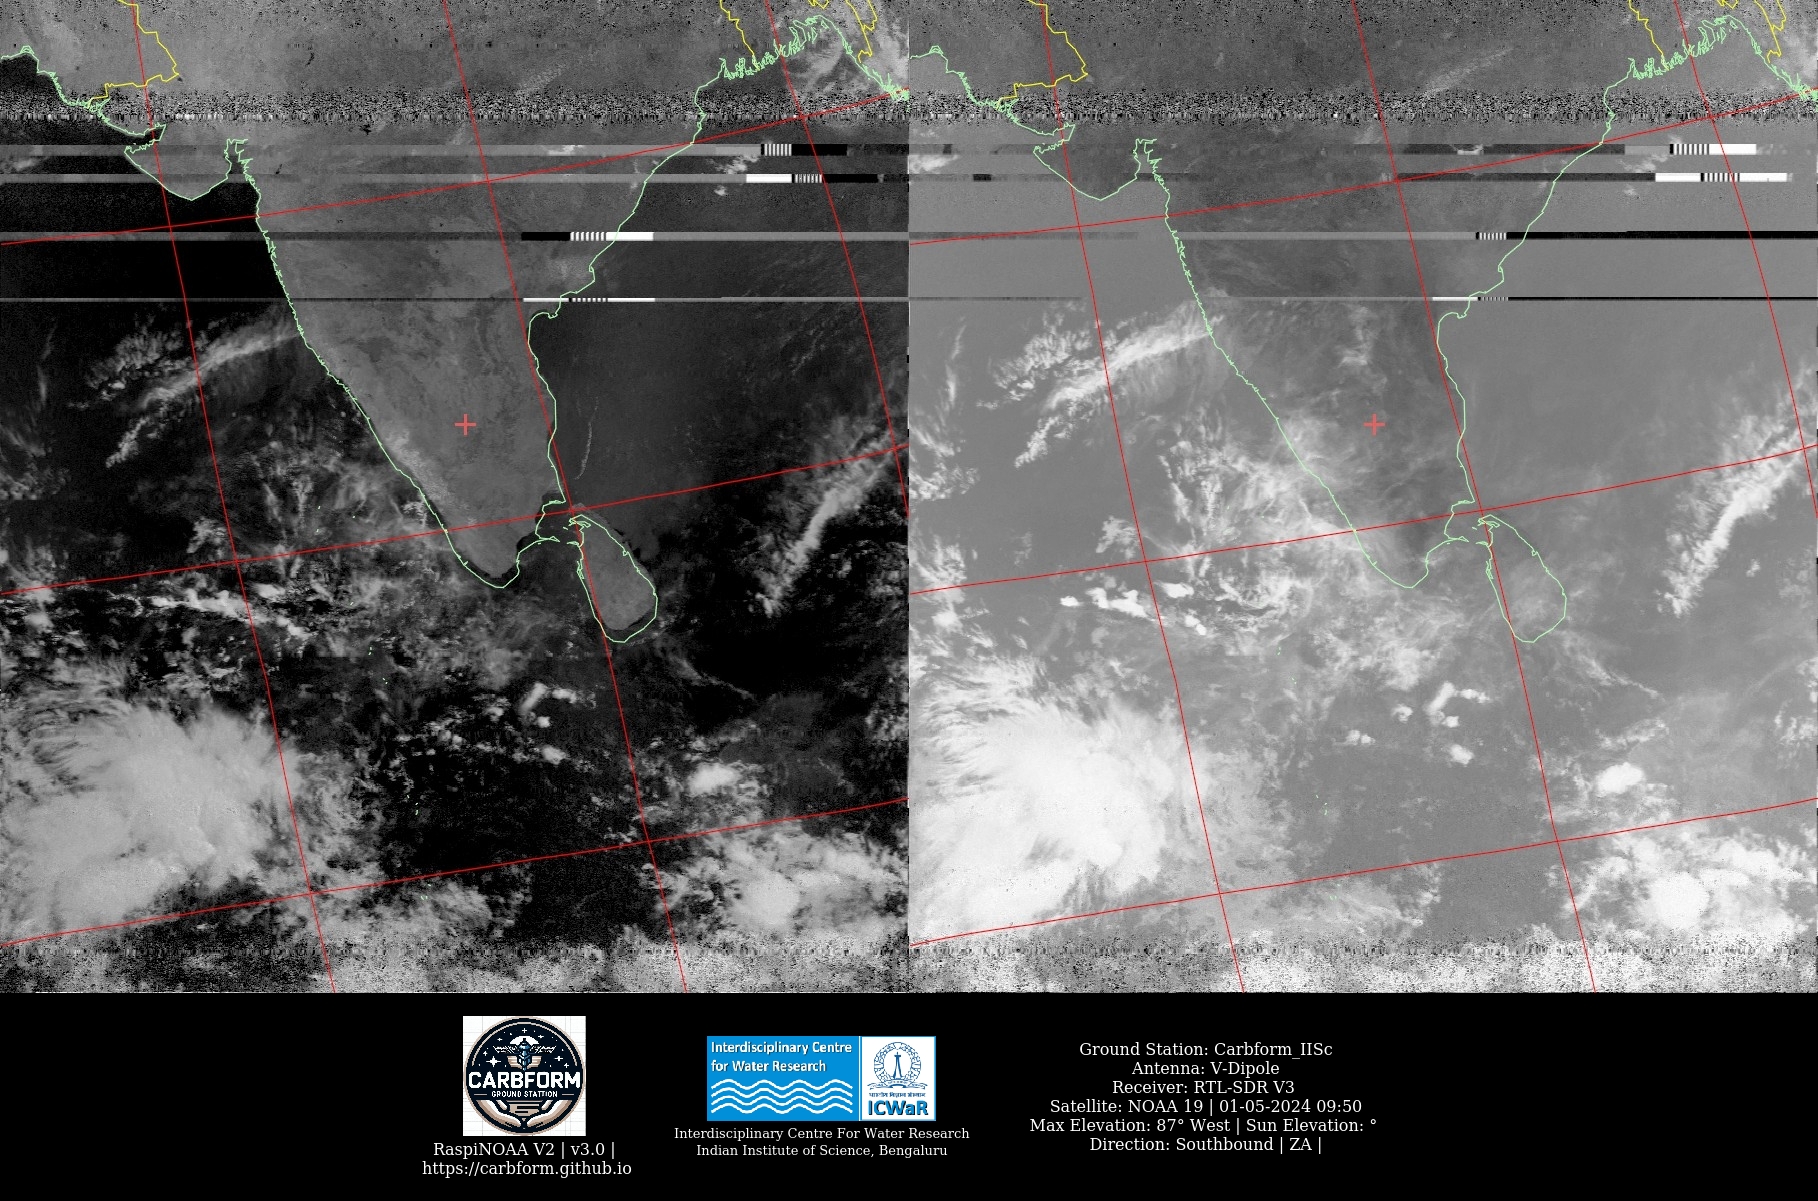 CARBFORM
GROUND STATTION
RaspiNOAA V2 | v3.0 |
https://carbform.github.io
Interdisciplinary Centre
for Water Research
ICWaR
Interdisciplinary Centre For Water Research
Indian Institute of Science, Bengaluru
Ground Station: Carbform_IISc
Antenna: V-Dipole
Receiver: RTL-SDR V3
Satellite: NOAA 19 | 01-05-2024 09:50
Max Elevation: 87° West | Sun Elevation: °
Direction: Southbound | ZA |